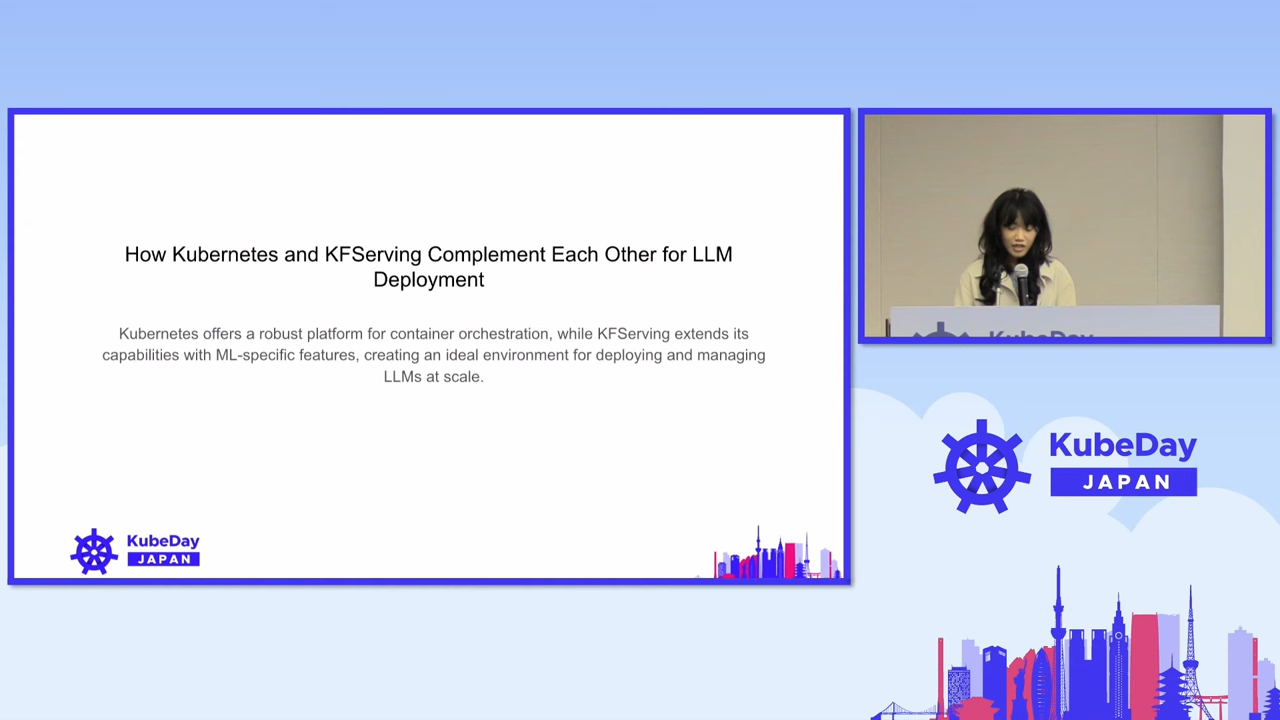 How Kubernetes and KFServing Complement Each Other for LLM
Deployment
Kubernetes offers a robust platform for container orchestration, while KFServing extends its
capabilities with ML-specific features, creating an ideal environment for deploying and managing
LLMs at scale.
KubeDay
JAPAN
KubeDay
KubeDay
JAPAN